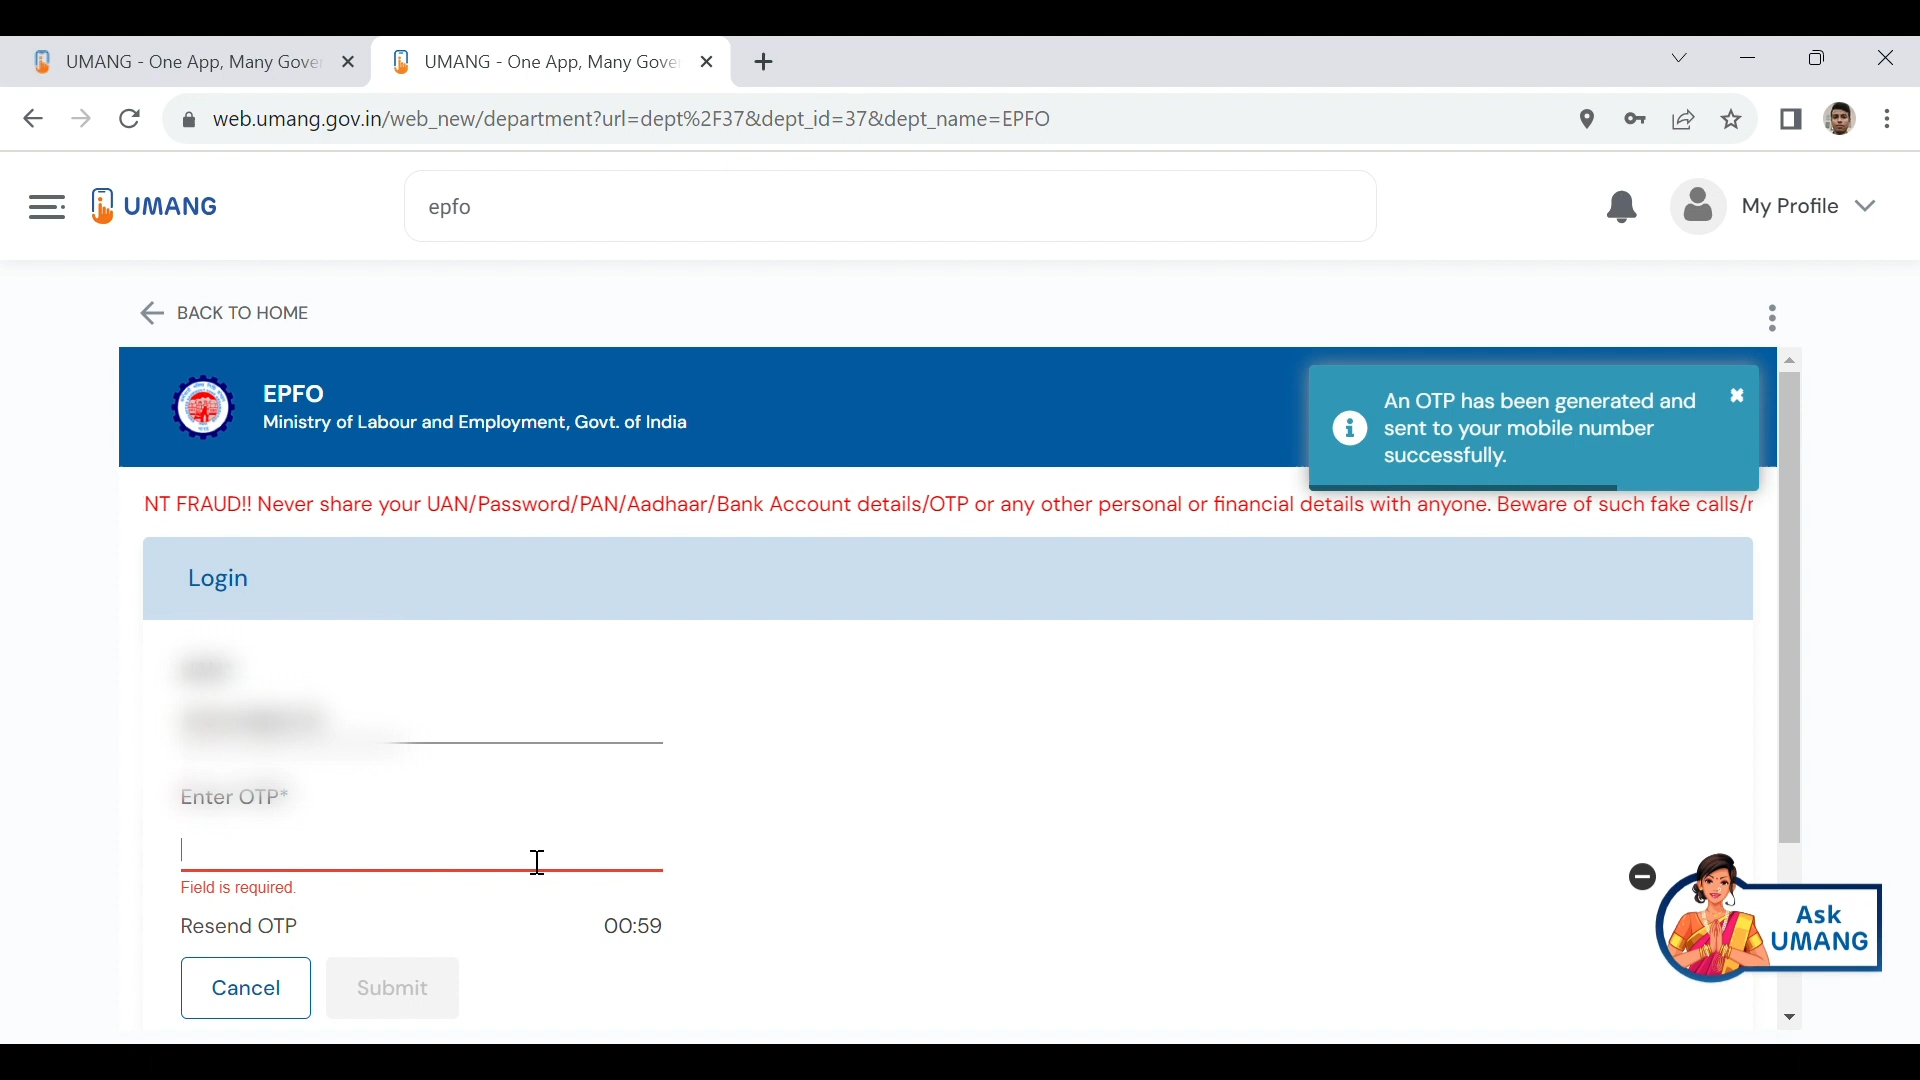 UMANG - One App, Many Gove
UMANG - One App, Many Gove
web.umang.gov.in/web_new/department?url=dept%2F37&dept_id=37&dept_name=EPFO
UMANG
epfo
My Profile
BACK TO HOME
EPFO
Ministry of Labour and Employment, Govt. of India
An OTP has been generated and
sent to your mobile number
successfully.
NT FRAUD!! Never share your UAN/Password/PAN/Aadhaar/Bank Account details/OTP or any other personal or financial details with anyone. Beware of such fake calls/
Login
Enter OTP*
Field is required.
Resend OTP 00:59
Cancel Submit
Ask
UMANG